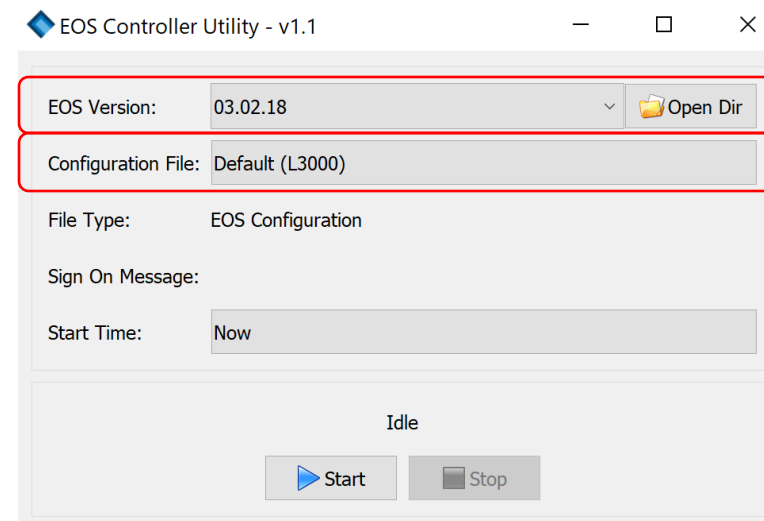 EOS Controller Utility - v1.1
EOS Version: 03.02.18 Open Dir
Configuration File: Default (L3000)
File Type: EOS Configuration
Sign On Message:
Start Time: Now
Idle
Start Stop